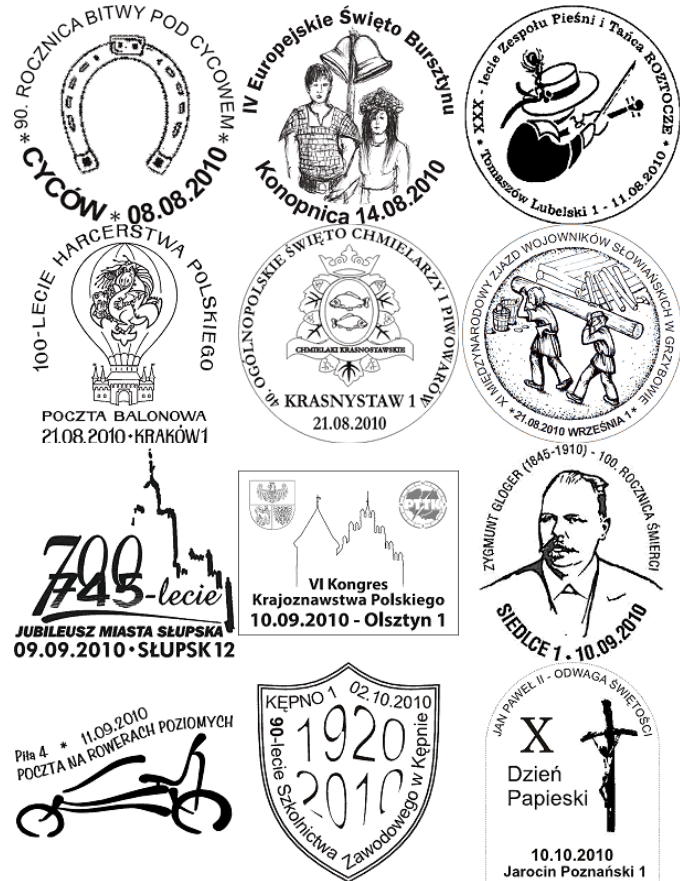 * 90. ROCZNICA BITWY POD CYCOWEM *
CYCÓW * 08.08.2010
IV Europejskie Święto Bursztynu
Konopnica 14.08.2010
* XXX - lecie Zespołu Pieśni i Tańca ROZTOCZE *
Tomaszów Lubelski 1 - 11.08.2010
100-LECIE HARCERSTWA POLSKIEGO
POCZTA BALONOWA
21.08.2010 • KRAKÓW 1
40. OGÓLNOPOLSKIE ŚWIĘTO CHMIELARZY I PIWOWARÓW
CHMIELAKI KRASNOSTAWSKIE
KRASNYSTAW 1
21.08.2010
XI MIĘDZYNARODOWY ZJAZD WOJOWNIKÓW SŁOWIAŃSKICH W GRZYBOWIE
* 21.08.2010 WRZEŚNIA 1 *
700
745-lecie
JUBILEUSZ MIASTA SŁUPSKA
09.09.2010 • SŁUPSK 12
PTTK
VI Kongres
Krajoznawstwa Polskiego
10.09.2010 - Olsztyn 1
ZYGMUNT GLOGER (1845-1910) - 100. ROCZNICA ŚMIERCI
SIEDLCE 1 • 10.09.2010
Piła 4 * 11.09.2010
POCZTA NA ROWERACH POZIOMYCH
KĘPNO 1 02.10.2010
1920
2010
90-lecie Szkolnictwa Zawodowego w Kępnie
JAN PAWEŁ II - ODWAGA ŚWIĘTOŚCI
X
Dzień
Papieski
10.10.2010
Jarocin Poznański 1